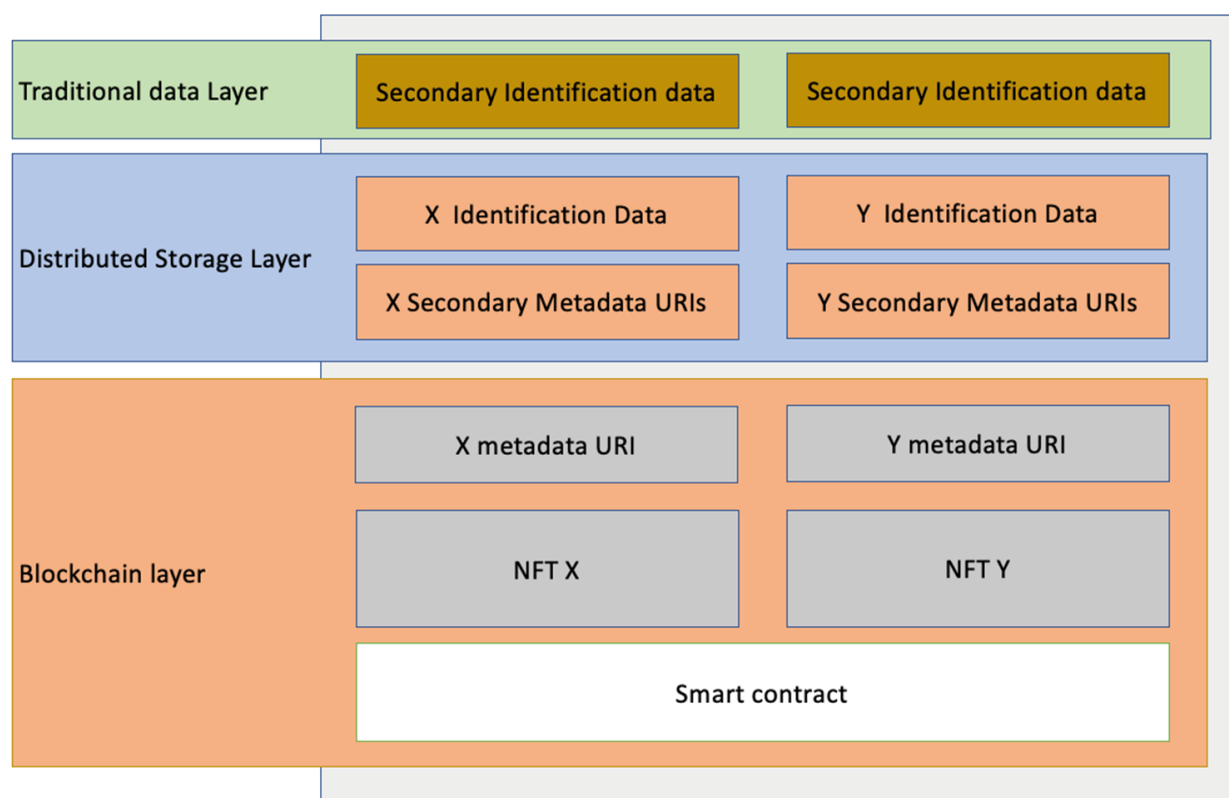 Traditional data Layer
Secondary Identification data
Secondary Identification data
Distributed Storage Layer
X Identification Data
Y Identification Data
X Secondary Metadata URIs
Y Secondary Metadata URIs
Blockchain layer
X metadata URI
Y metadata URI
NFT X
NFT Y
Smart contract